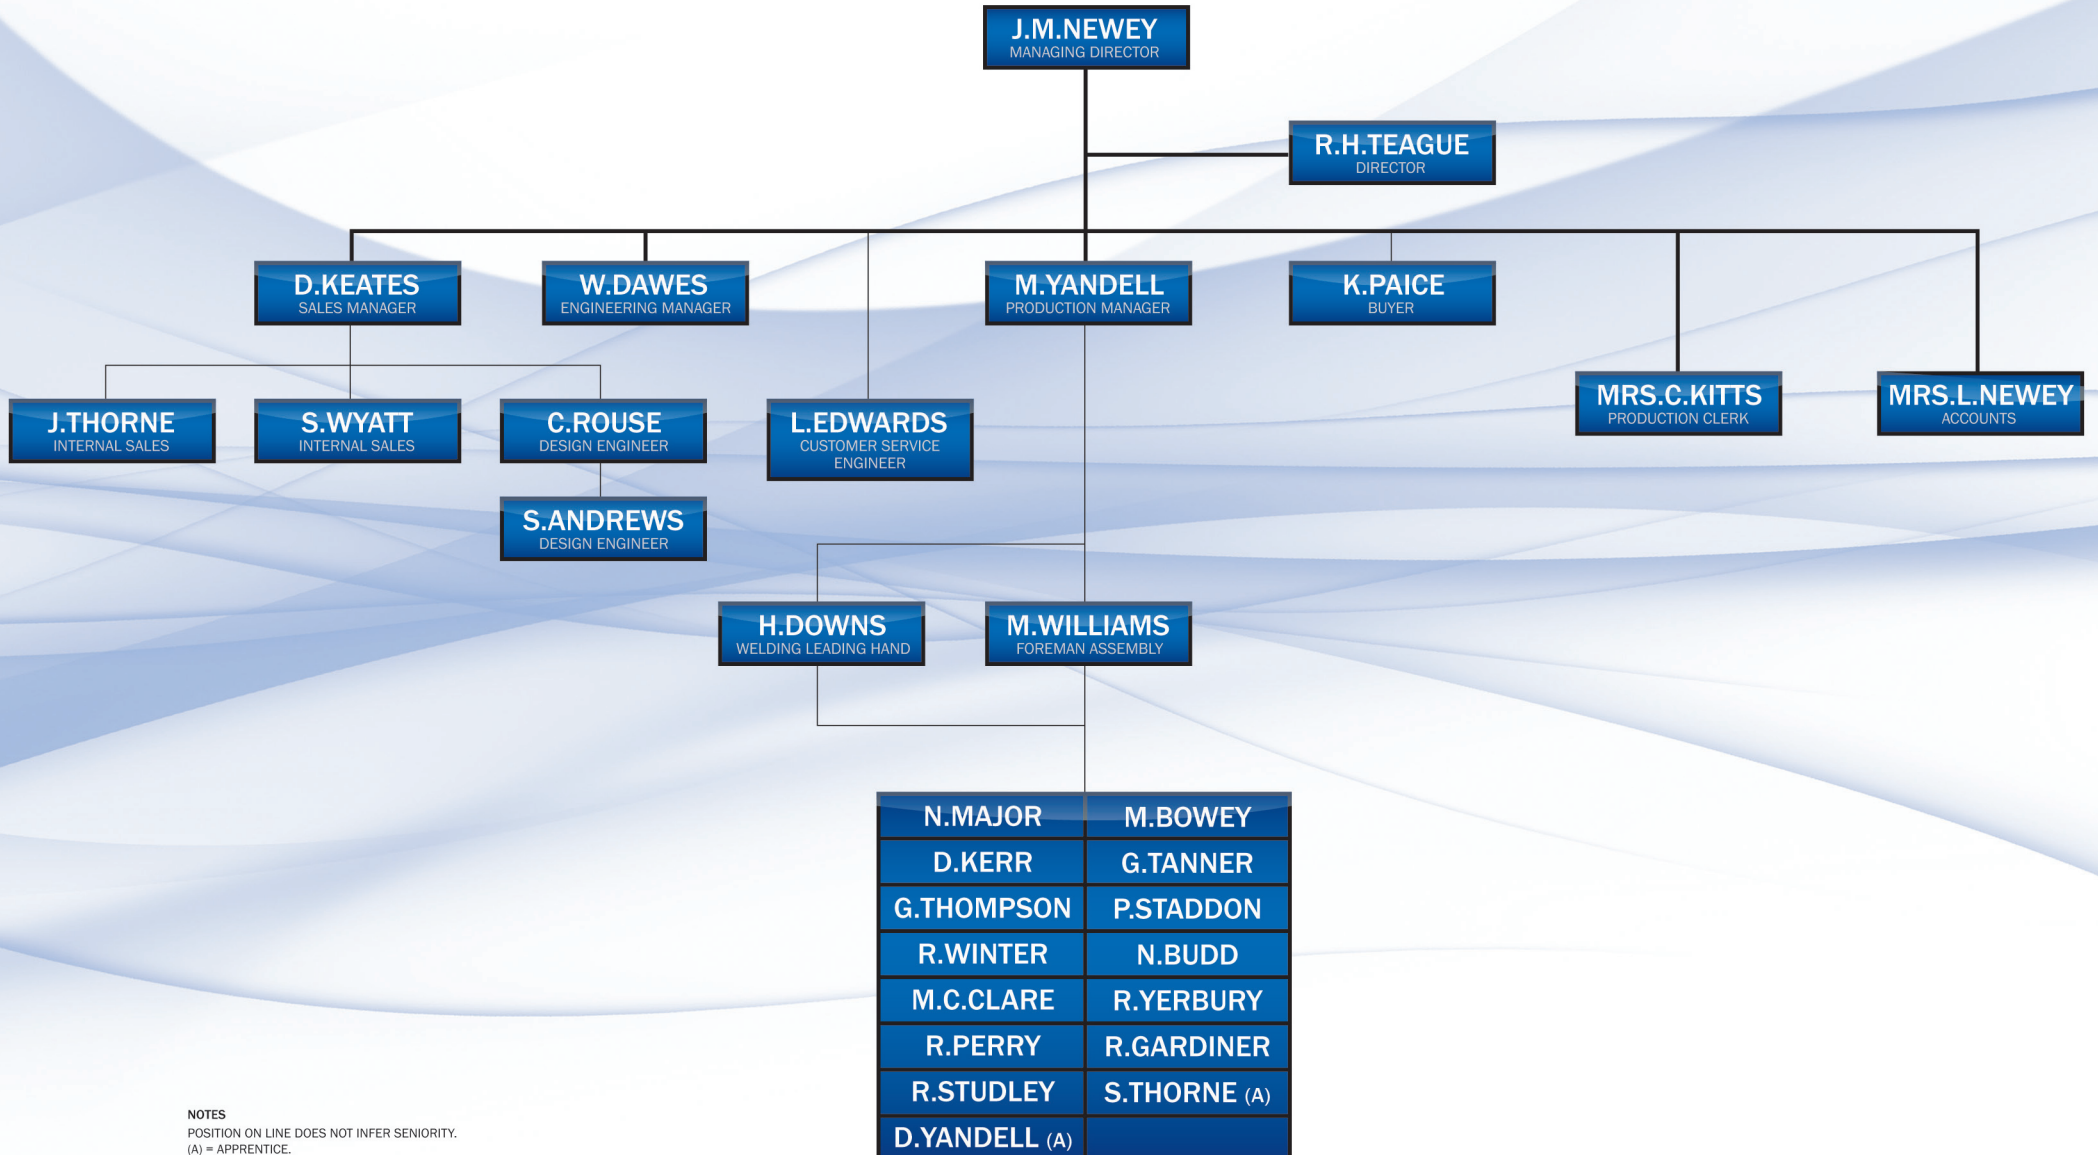 J.M.NEWEY
MANAGING DIRECTOR
R.H.TEAGUE
DIRECTOR
D.KEATES
SALES MANAGER
W.DAWES
ENGINEERING MANAGER
M.YANDELL
PRODUCTION MANAGER
K.PAICE
BUYER
MRS.C.KITTS
PRODUCTION CLERK
MRS.L.NEWEY
ACCOUNTS
J.THORNE
INTERNAL SALES
S.WYATT
INTERNAL SALES
C.ROUSE
DESIGN ENGINEER
L.EDWARDS
CUSTOMER SERVICE
ENGINEER
S.ANDREWS
DESIGN ENGINEER
H.DOWNS
WELDING LEADING HAND
M.WILLIAMS
FOREMAN ASSEMBLY
N.MAJOR
M.BOWEY
D.KERR
G.TANNER
G.THOMPSON
P.STADDON
R.WINTER
N.BUDD
M.C.CLARE
R.YERBURY
R.PERRY
R.GARDINER
R.STUDLEY
S.THORNE (A)
D.YANDELL (A)
NOTES
POSITION ON LINE DOES NOT INFER SENIORITY.
(A) = APPRENTICE.